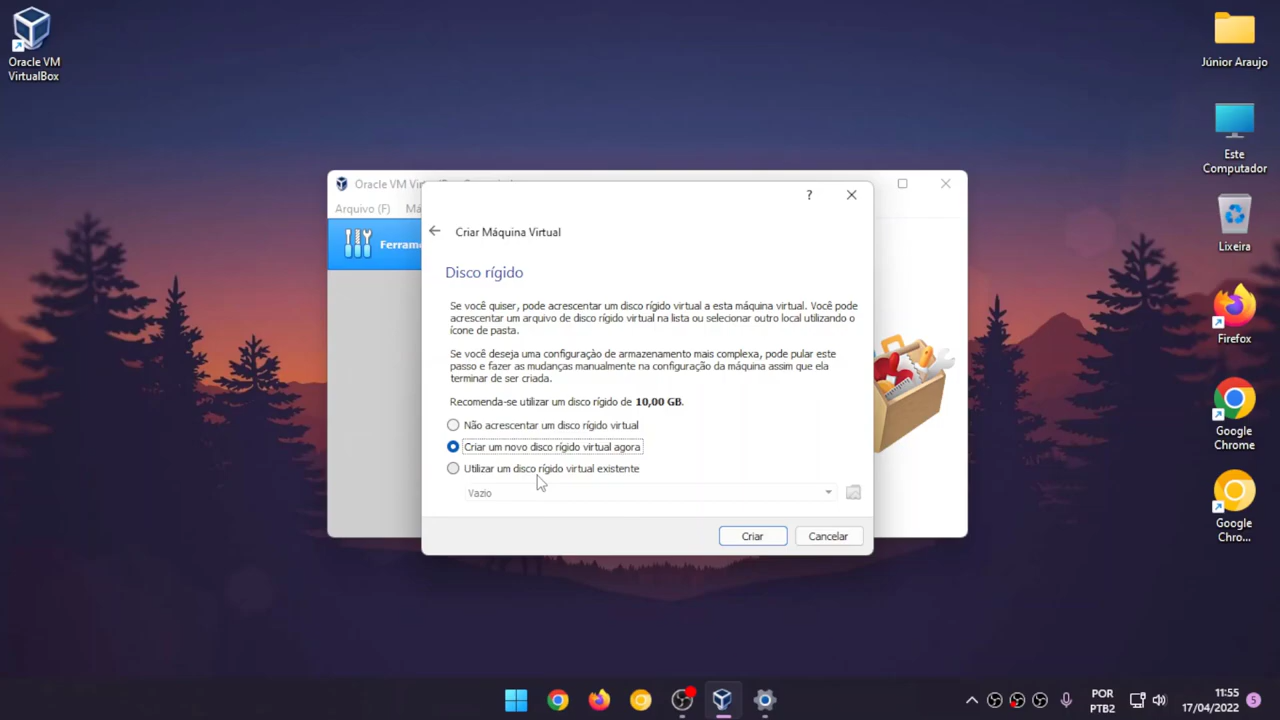 Oracle VM
VirtualBox
Júnior Araujo
Este
Computador
Lixeira
Firefox
Google
Chrome
Google
Chro...
Oracle VM
Arquivo (F)
?
Criar Máquina Virtual
Disco rígido
Se você quiser, pode acrescentar um disco rígido virtual a esta máquina virtual. Você pode
acrescentar um arquivo de disco rígido virtual na lista ou selecionar outro local utilizando o
ícone de pasta.
Se você deseja uma configuração de armazenamento mais complexa, pode pular este
passo e fazer as mudanças manualmente na configuração da máquina assim que ela
terminar de ser criada.
Recomenda-se utilizar um disco rígido de 10,00 GB.
Não acrescentar um disco rígido virtual
Criar um novo disco rígido virtual agora
Utilizar um disco rígido virtual existente
Vazio
Criar Cancelar
POR
PTB2
11:55
17/04/2022
5